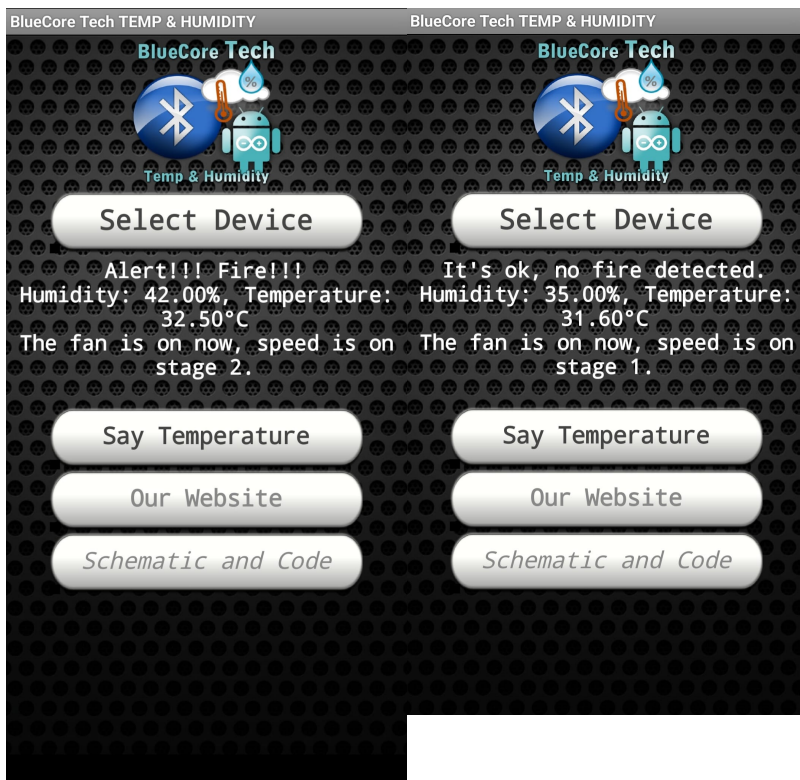 BlueCore Tech TEMP & HUMIDITY
BlueCore Tech
%
Temp & Humidity
Select Device
Alert!!! Fire!!!
Humidity: 42.00%, Temperature:
32.50°C
The fan is on now, speed is on
stage 2.
Say Temperature
Our Website
Schematic and Code
BlueCore Tech TEMP & HUMIDITY
BlueCore Tech
%
Temp & Humidity
Select Device
It's ok, no fire detected.
Humidity: 35.00%, Temperature:
31.60°C
The fan is on now, speed is on
stage 1.
Say Temperature
Our Website
Schematic and Code